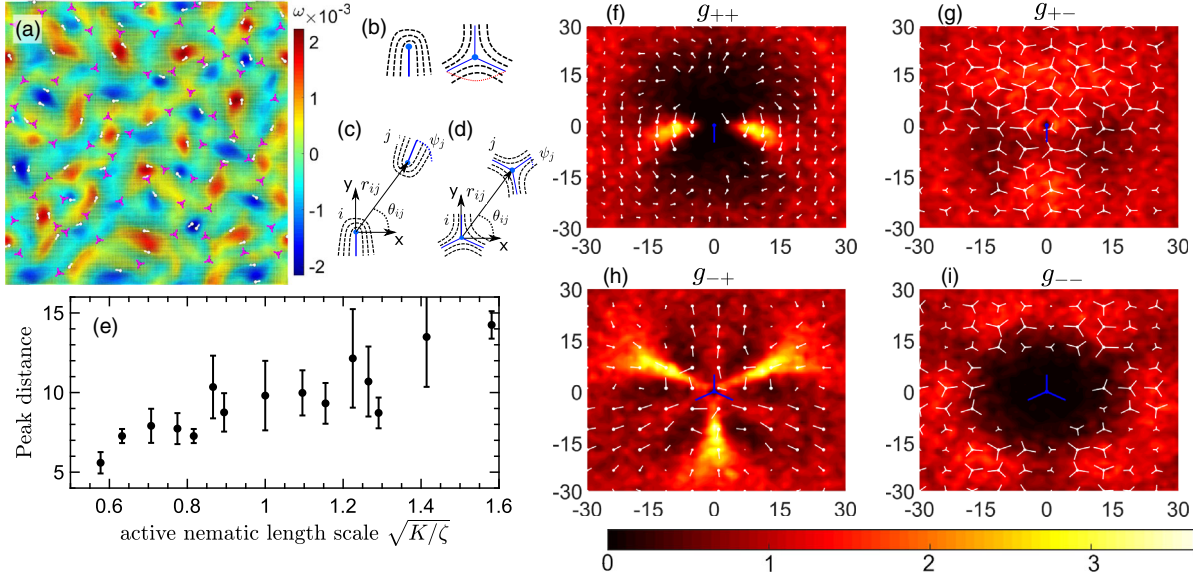 (a)
ω×10⁻³
2
1
0
-1
-2
(b)
(c)
j
ψj
y
rij
i
θij
x
(d)
j
ψj
y
rij
i
θij
x
(e)
Peak distance
15
10
5
0.6 0.8 1 1.2 1.4 1.6
active nematic length scale √K/ζ
(f)
g++
30
15
0
-15
-30
-30 -15 0 15 30
(g)
g+-
30
15
0
-15
-30
-30 -15 0 15 30
(h)
g-+
30
15
0
-15
-30
-30 -15 0 15 30
(i)
g--
30
15
0
-15
-30
-30 -15 0 15 30
0 1 2 3